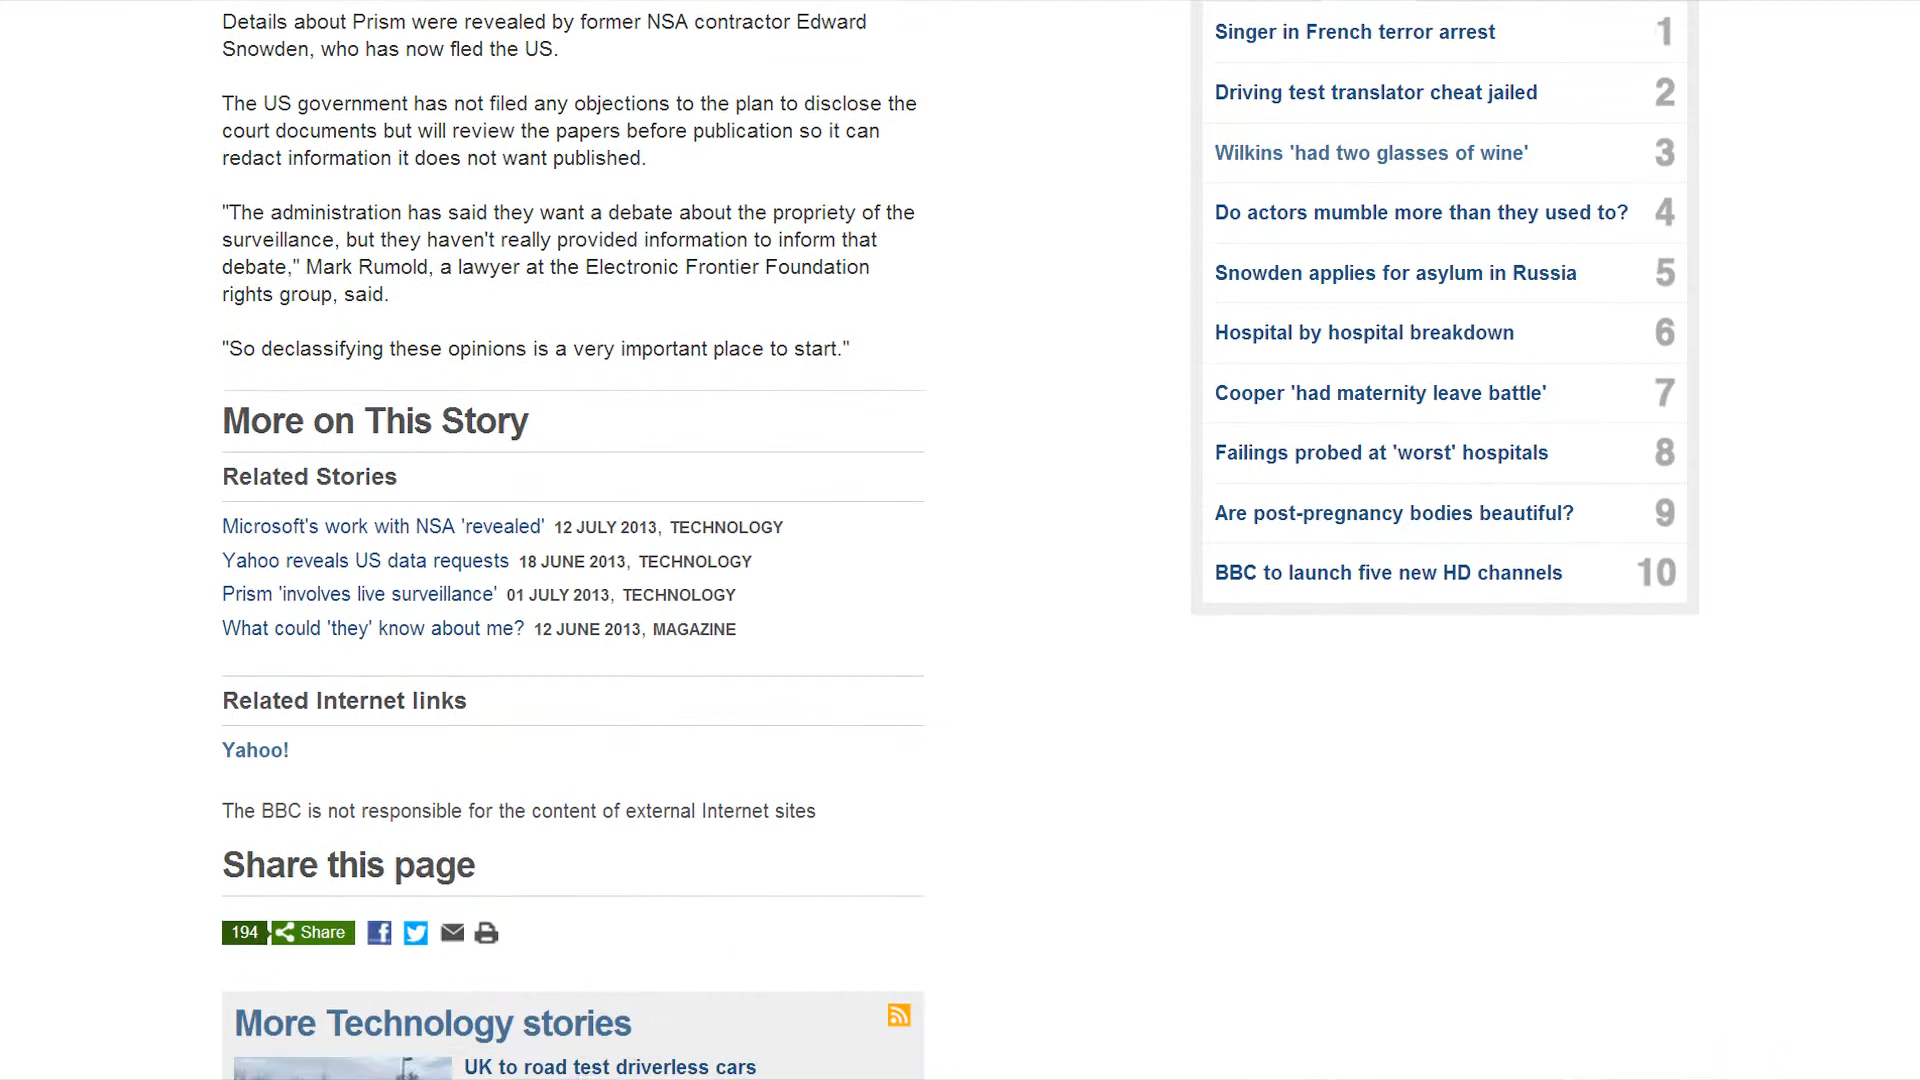 Details about Prism were revealed by former NSA contractor Edward
Snowden, who has now fled the US.
The US government has not filed any objections to the plan to disclose the
court documents but will review the papers before publication so it can
redact information it does not want published.
"The administration has said they want a debate about the propriety of the
surveillance, but they haven't really provided information to inform that
debate," Mark Rumold, a lawyer at the Electronic Frontier Foundation
rights group, said.
"So declassifying these opinions is a very important place to start."
More on This Story
Related Stories
Microsoft's work with NSA 'revealed' 12 JULY 2013, TECHNOLOGY
Yahoo reveals US data requests 18 JUNE 2013, TECHNOLOGY
Prism 'involves live surveillance' 01 JULY 2013, TECHNOLOGY
What could 'they' know about me? 12 JUNE 2013, MAGAZINE
Related Internet links
Yahoo!
The BBC is not responsible for the content of external Internet sites
Share this page
194 Share
More Technology stories
UK to road test driverless cars
Singer in French terror arrest 1
Driving test translator cheat jailed 2
Wilkins 'had two glasses of wine' 3
Do actors mumble more than they used to? 4
Snowden applies for asylum in Russia 5
Hospital by hospital breakdown 6
Cooper 'had maternity leave battle' 7
Failings probed at 'worst' hospitals 8
Are post-pregnancy bodies beautiful? 9
BBC to launch five new HD channels 10